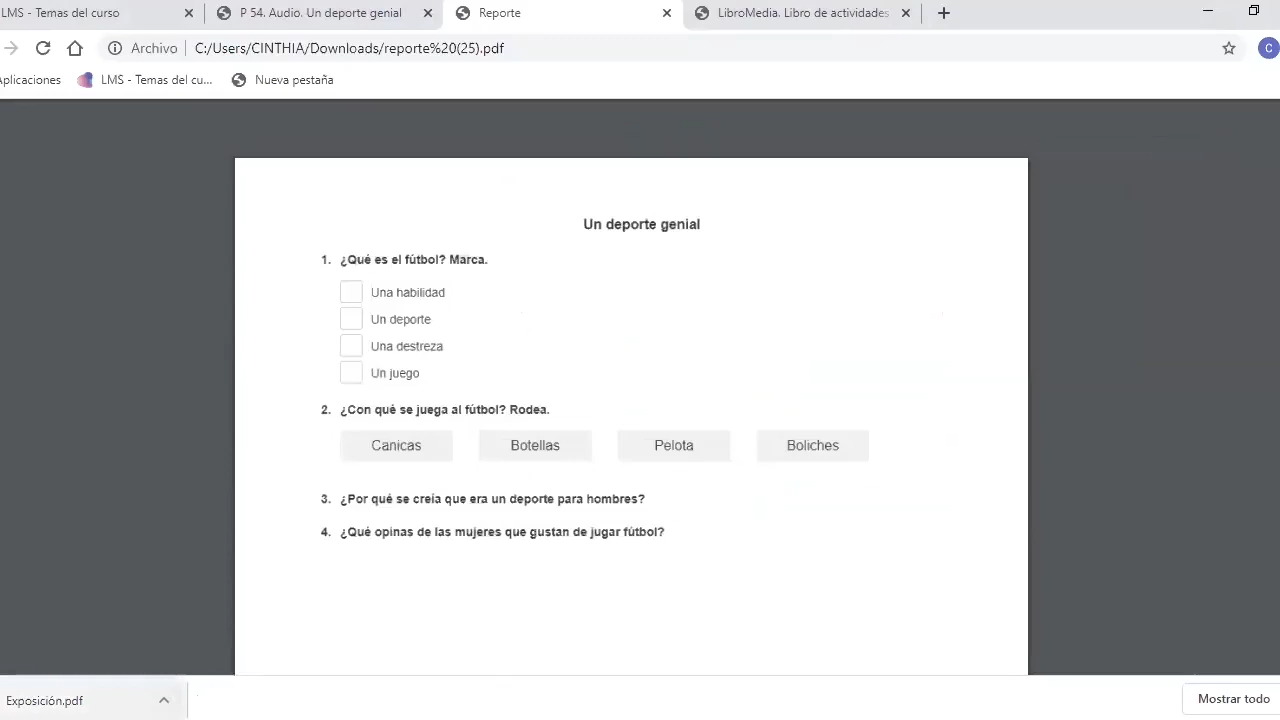 LMS - Temas del curso
P 54. Audio. Un deporte genial
Reporte
LibroMedia. Libro de actividades
Archivo
C:/Users/CINTHIA/Downloads/reporte%20(25).pdf
C
plicaciones
LMS - Temas del cu...
Nueva pestaña
Un deporte genial
1. ¿Qué es el fútbol? Marca.
Una habilidad
Un deporte
Una destreza
Un juego
2. ¿Con qué se juega al fútbol? Rodea.
Canicas Botellas Pelota Boliches
3. ¿Por qué se creía que era un deporte para hombres?
4. ¿Qué opinas de las mujeres que gustan de jugar fútbol?
Exposición.pdf
Mostrar todo